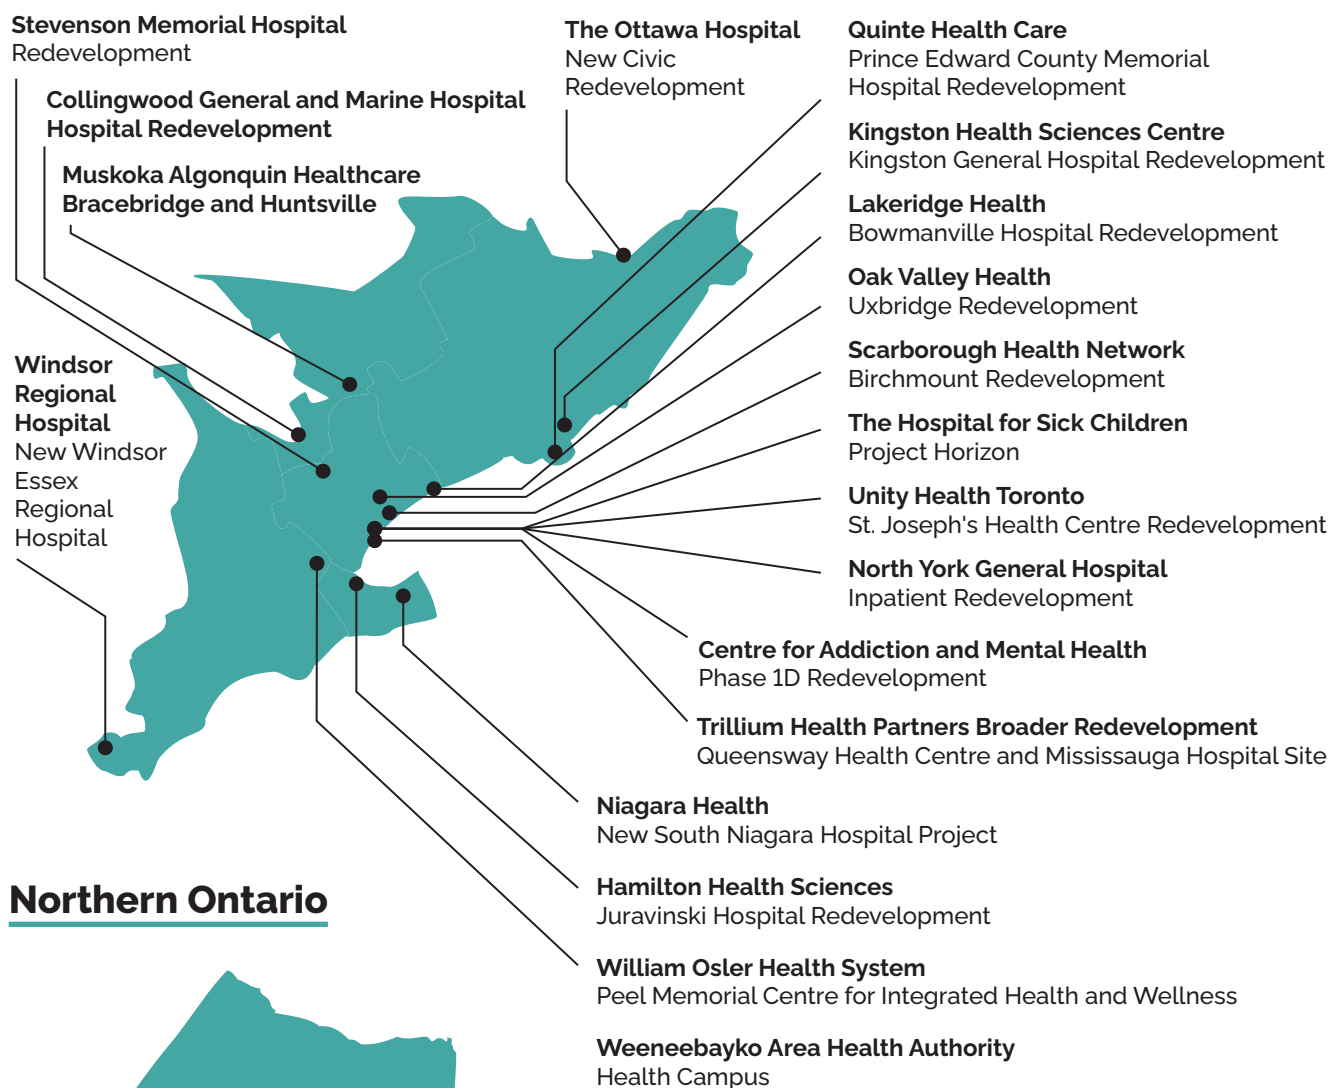 Stevenson Memorial Hospital
Redevelopment
Collingwood General and Marine Hospital
Hospital Redevelopment
Muskoka Algonquin Healthcare
Bracebridge and Huntsville
Windsor
Regional
Hospital
New Windsor
Essex
Regional
Hospital
The Ottawa Hospital
New Civic
Redevelopment
Quinte Health Care
Prince Edward County Memorial
Hospital Redevelopment
Kingston Health Sciences Centre
Kingston General Hospital Redevelopment
Lakeridge Health
Bowmanville Hospital Redevelopment
Oak Valley Health
Uxbridge Redevelopment
Scarborough Health Network
Birchmount Redevelopment
The Hospital for Sick Children
Project Horizon
Unity Health Toronto
St. Joseph's Health Centre Redevelopment
North York General Hospital
Inpatient Redevelopment
Centre for Addiction and Mental Health
Phase 1D Redevelopment
Trillium Health Partners Broader Redevelopment
Queensway Health Centre and Mississauga Hospital Site
Niagara Health
New South Niagara Hospital Project
Hamilton Health Sciences
Juravinski Hospital Redevelopment
William Osler Health System
Peel Memorial Centre for Integrated Health and Wellness
Northern Ontario
Weeneebayko Area Health Authority
Health Campus